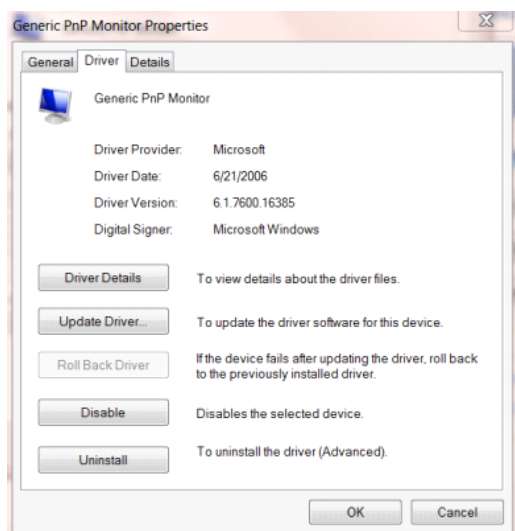 Generic PnP Monitor Properties
General Driver Details
Generic PnP Monitor
Driver Provider: Microsoft
Driver Date: 6/21/2006
Driver Version: 6.1.7600.16385
Digital Signer: Microsoft Windows
Driver Details To view details about the driver files.
Update Driver... To update the driver software for this device.
Roll Back Driver If the device fails after updating the driver, roll back
to the previously installed driver.
Disable Disables the selected device.
Uninstall To uninstall the driver (Advanced).
OK Cancel